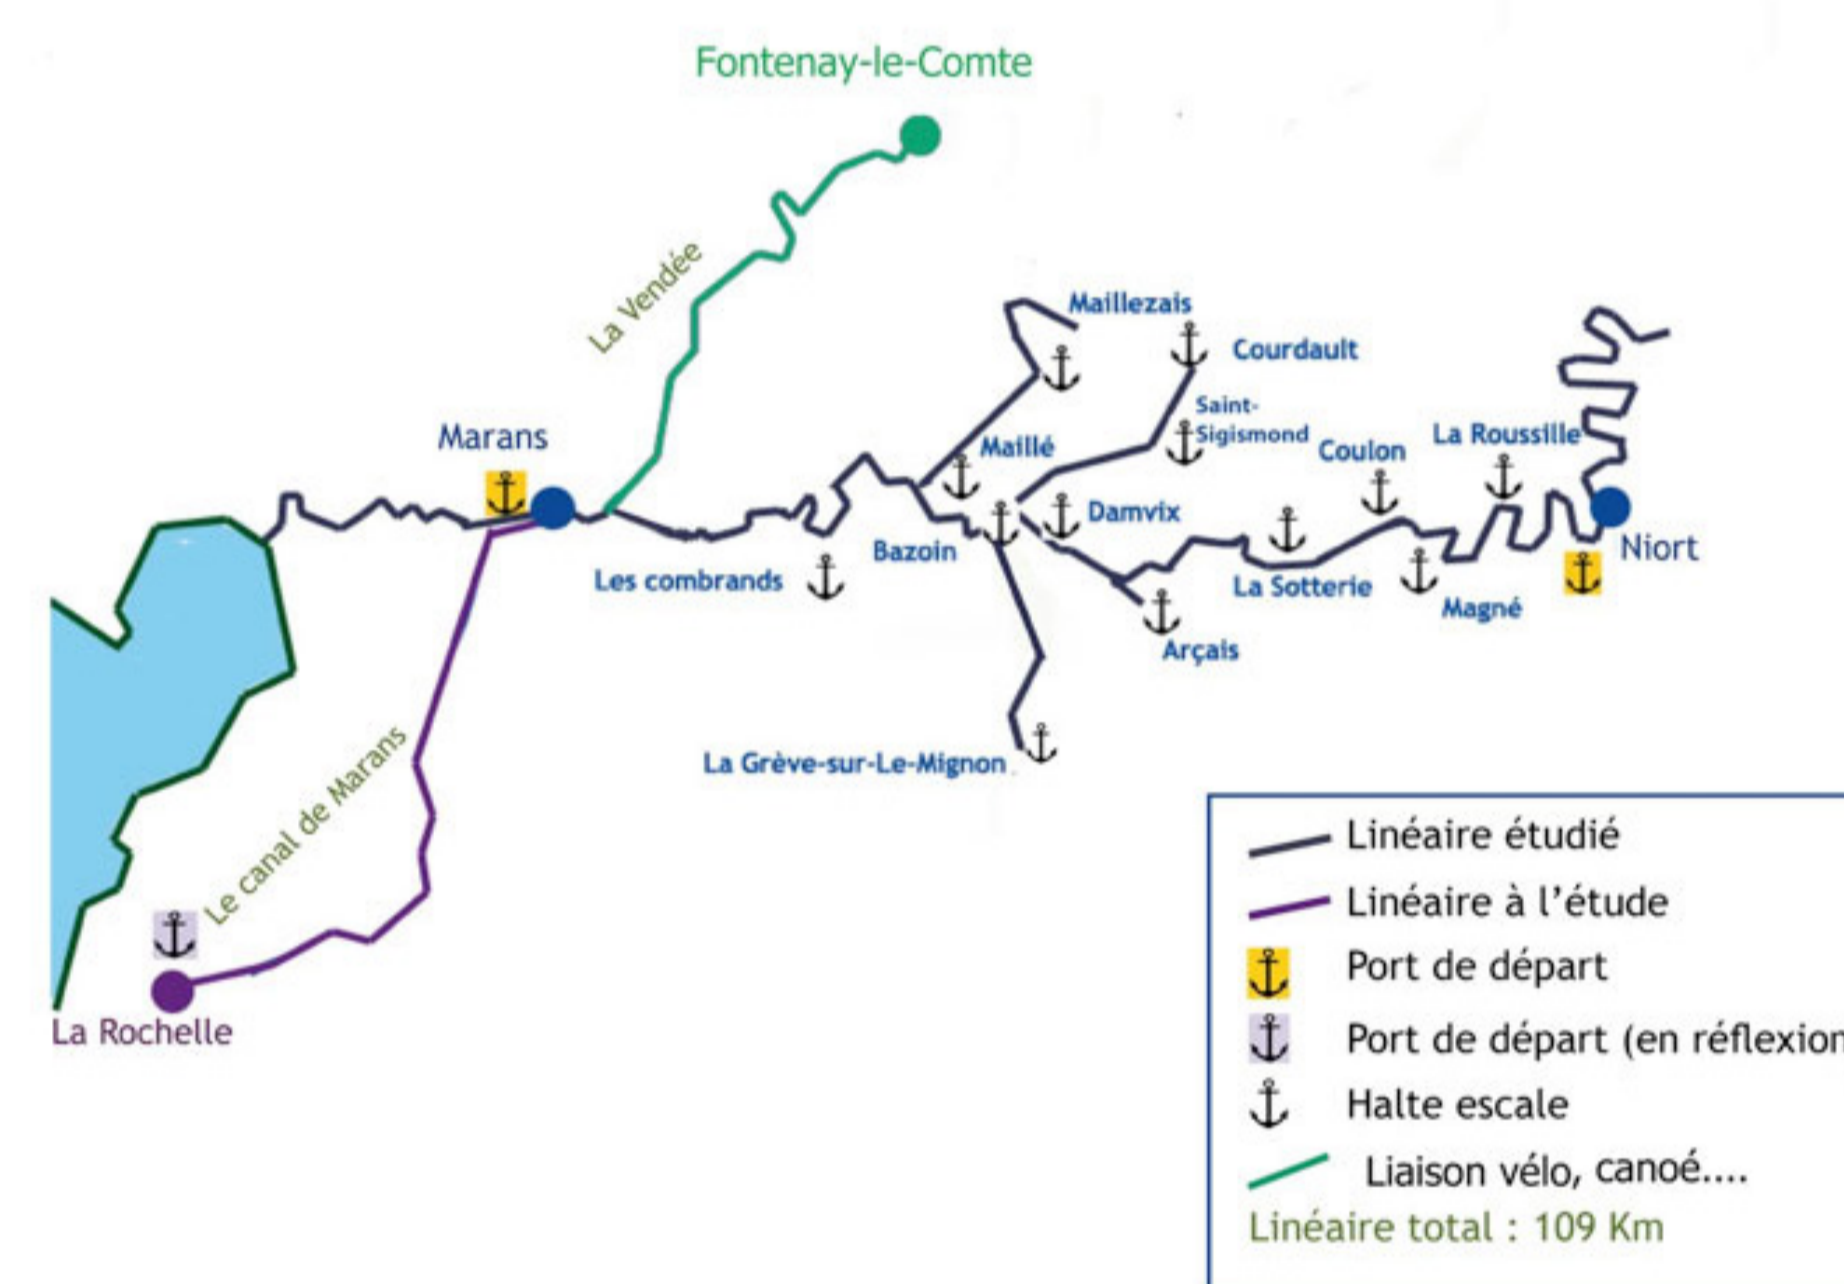 Fontenay-le-Comte
La Vendée
Maillezais
Courdault
Saint-
Sigismond
Marans
Maillé
Coulon
La Roussille
Damvix
Bazoin
Niort
Les combrands
La Sotterie
Magné
Arçais
La Grève-sur-Le-Mignon
Le canal de Marans
La Rochelle
Linéaire étudié
Linéaire à l'étude
Port de départ
Port de départ (en réflexion
Halte escale
Liaison vélo, canoé....
Linéaire total : 109 Km